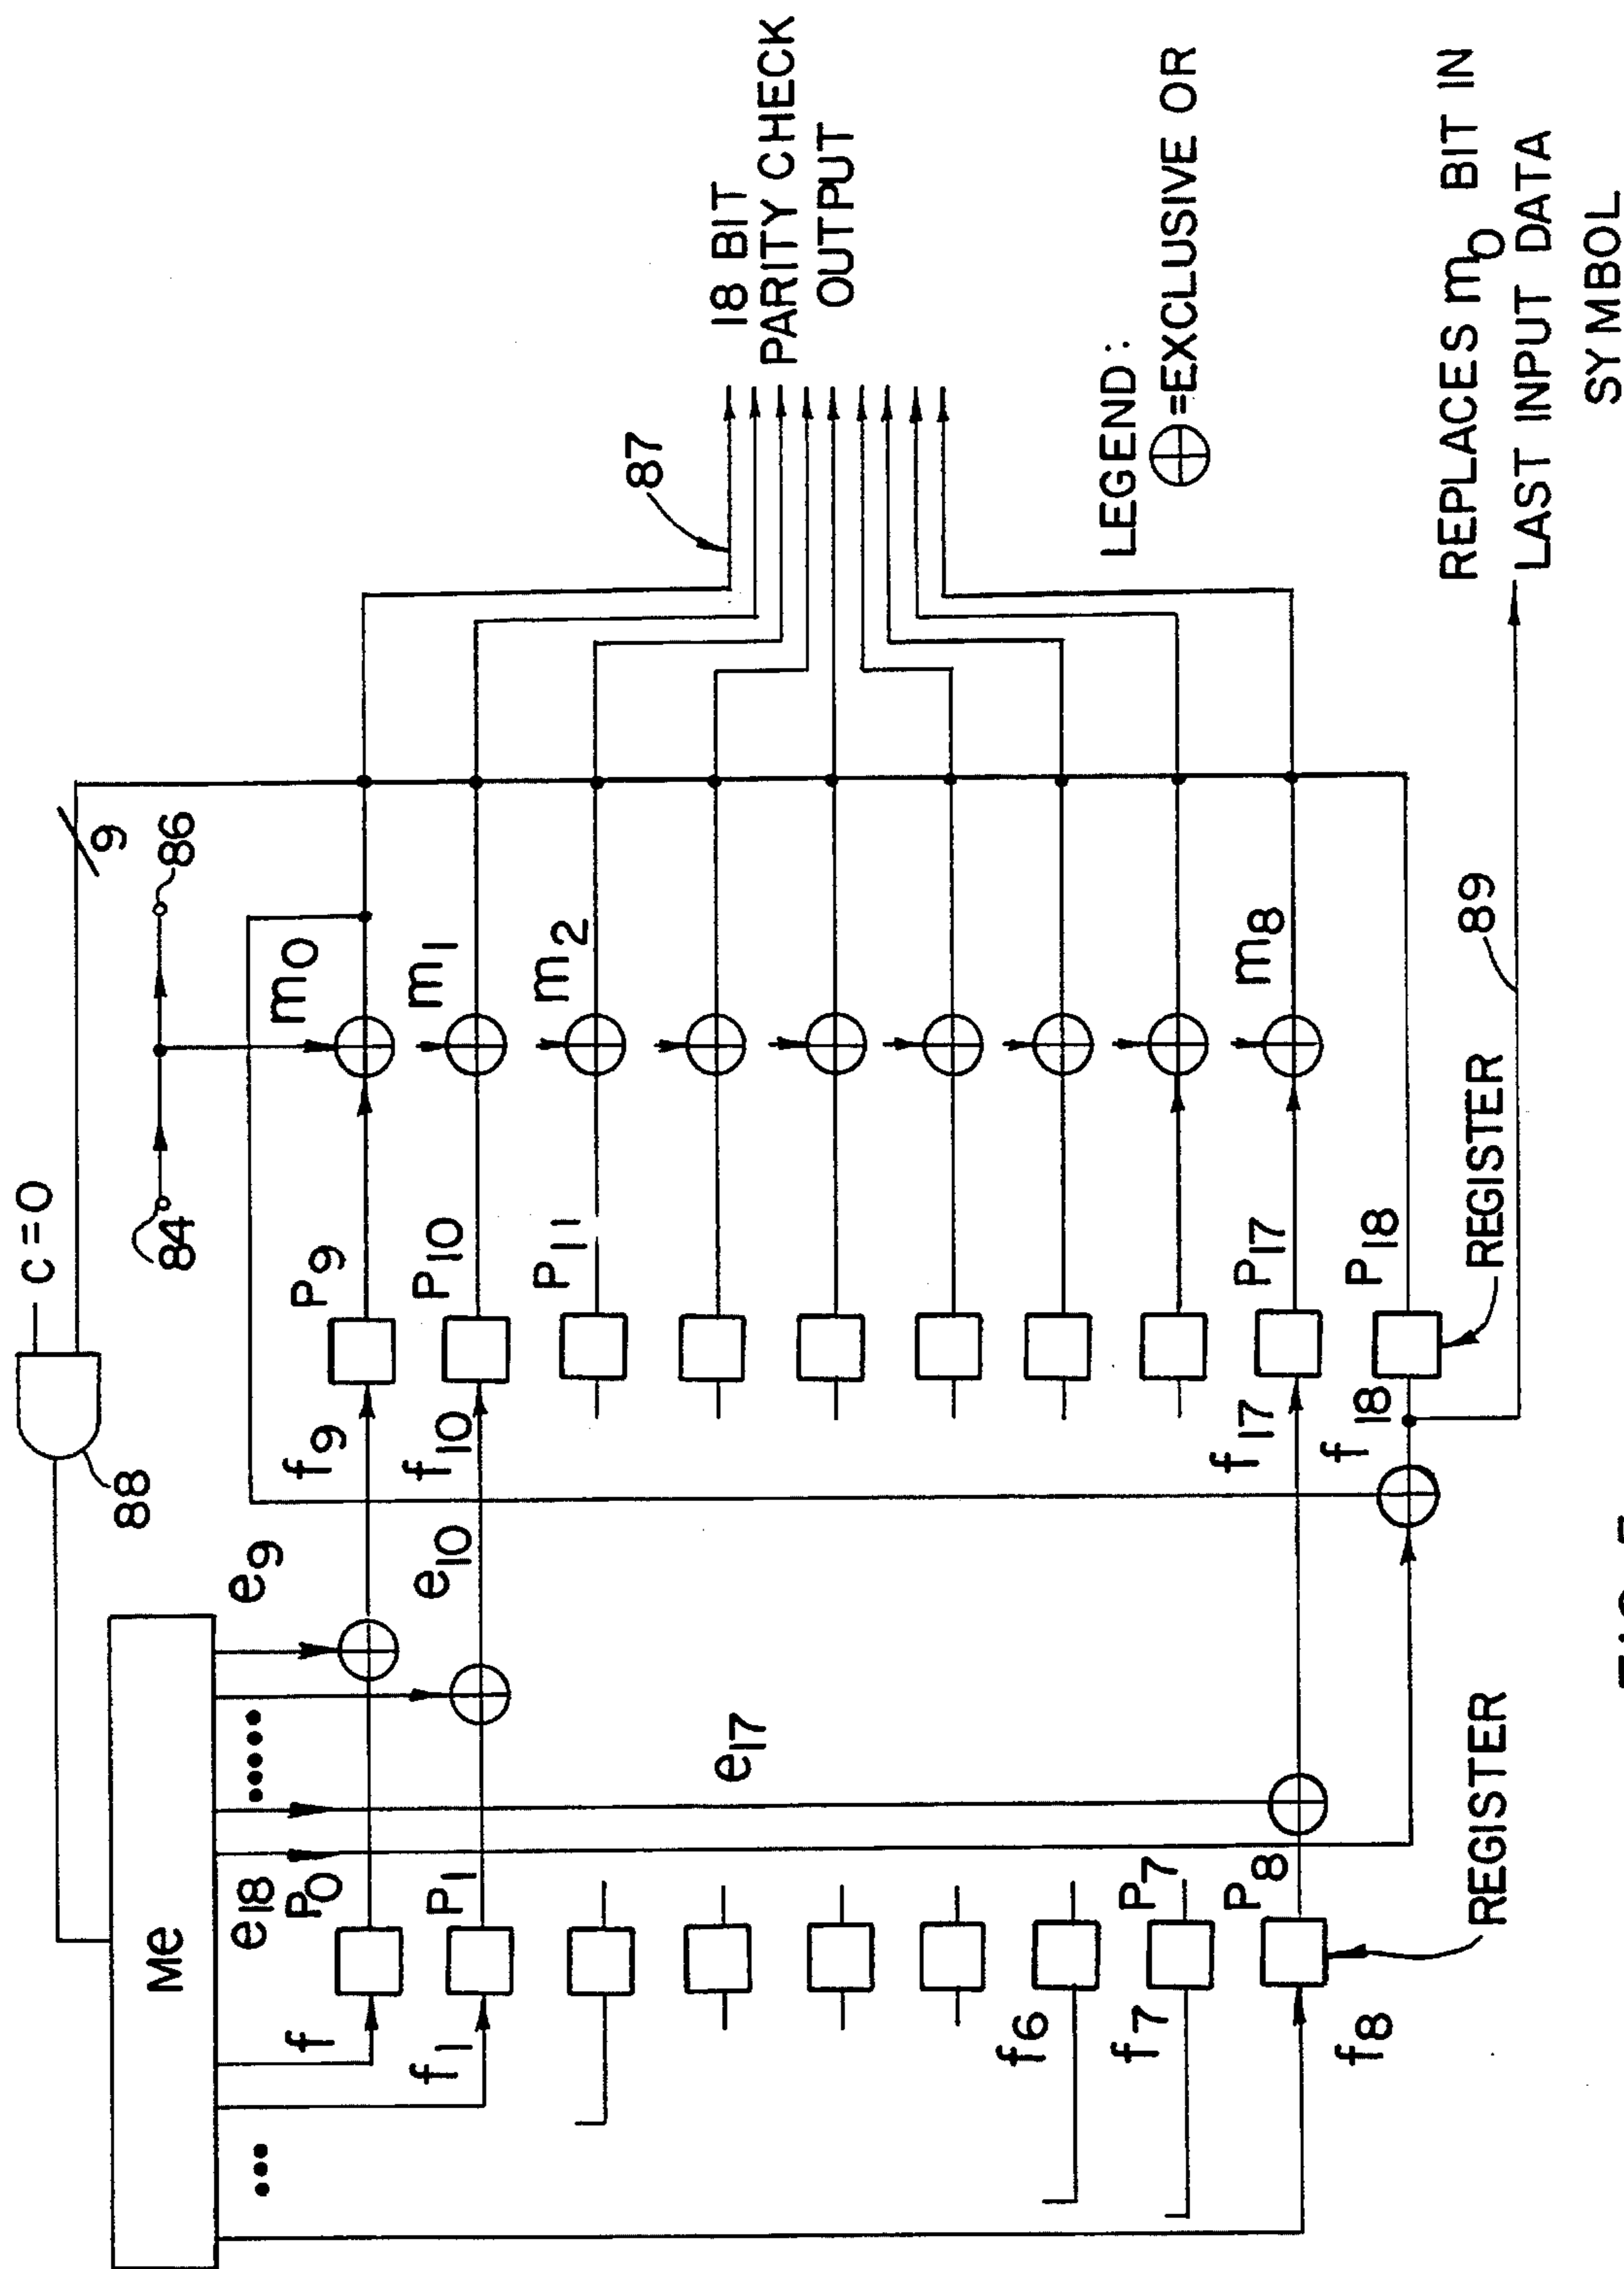 Me
88
C = 0
84
86
9
e18
e9
e10
e17
f
f1
f6
f7
f8
P0
P1
P7
P8
f9
f10
f17
f18
P9
P10
P11
P17
P18
m0
m1
m2
m8
87
18 BIT
PARITY CHECK
OUTPUT
LEGEND:
⊕=EXCLUSIVE OR
REGISTER
REGISTER
89
REPLACES m0 BIT IN
LAST INPUT DATA
SYMBOL